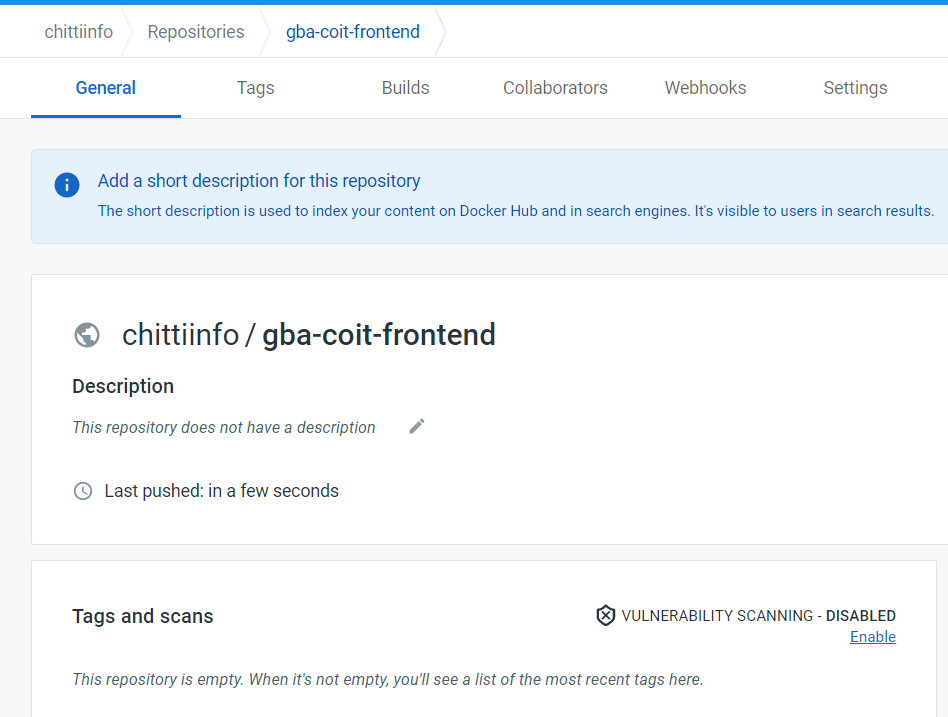 chittiinfo Repositories gba-coit-frontend
General Tags Builds Collaborators Webhooks Settings
Add a short description for this repository
The short description is used to index your content on Docker Hub and in search engines. It's visible to users in search results.
chittiinfo / gba-coit-frontend
Description
This repository does not have a description
Last pushed: in a few seconds
Tags and scans
VULNERABILITY SCANNING - DISABLED
Enable
This repository is empty. When it's not empty, you'll see a list of the most recent tags here.